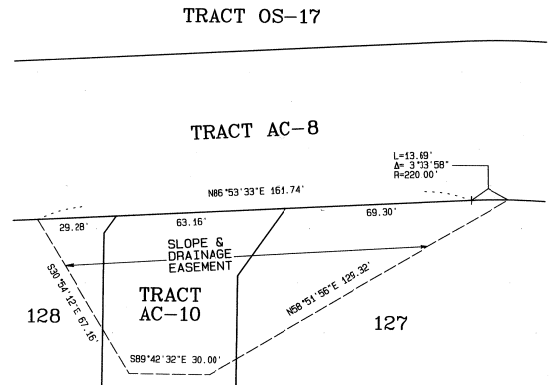 TRACT OS-17
TRACT AC-8
L=13.69'
Δ= 3°33'58"
R=220.00'
N86°53'33"E 161.74'
29.28'
63.16'
69.30'
SLOPE &
DRAINAGE
EASEMENT
S30°54'12"E 67.16'
N58°51'56"E 129.32'
TRACT
AC-10
128
127
S89°42'32"E 30.00'